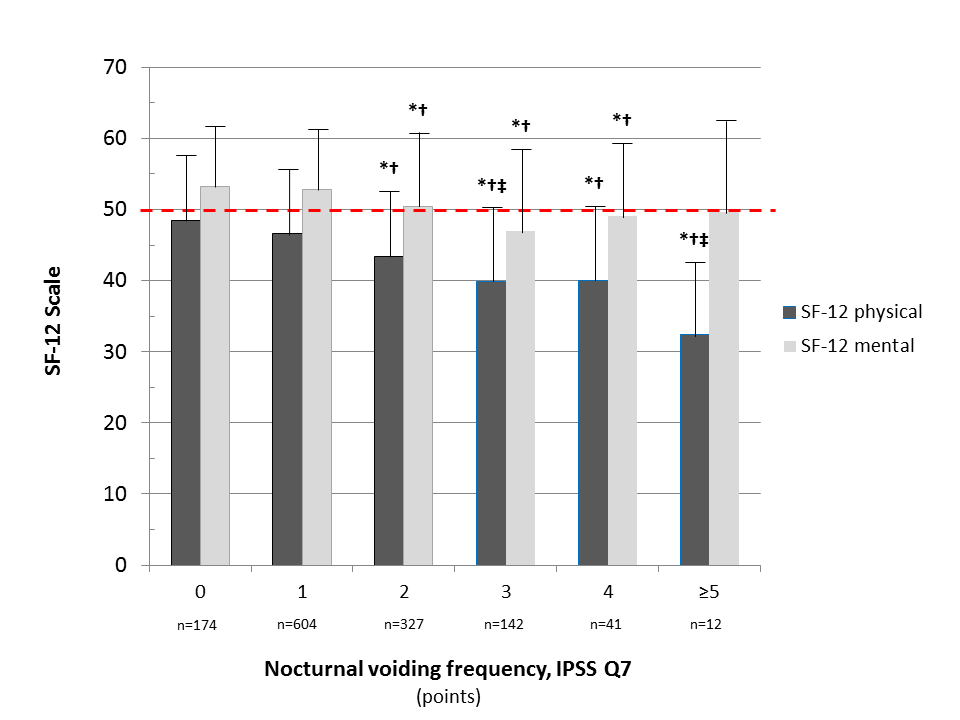 70
60
50
40
30
20
10
0
SF-12 Scale
*†
*†
*†
*†‡
*†
*†
*†‡
SF-12 physical
SF-12 mental
0 1 2 3 4 ≥5
n=174 n=604 n=327 n=142 n=41 n=12
Nocturnal voiding frequency, IPSS Q7
(points)